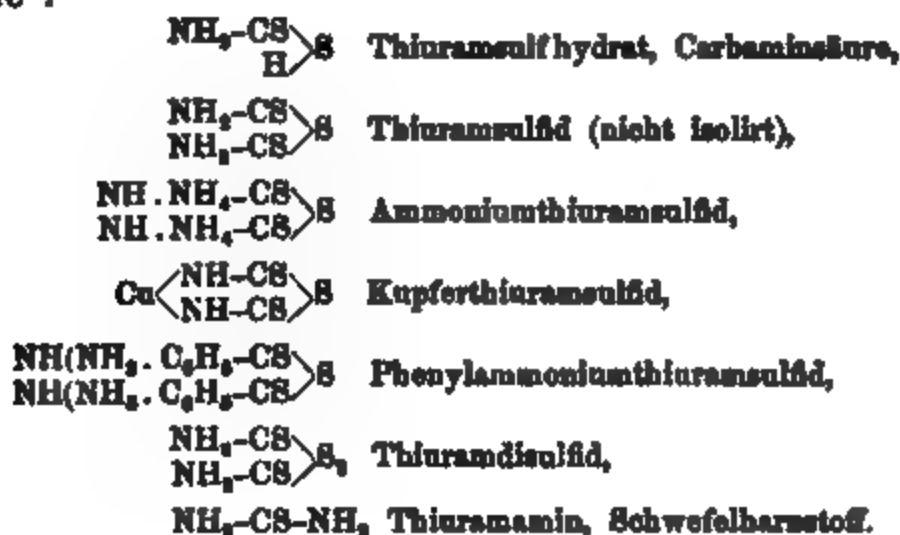 NH₂-CS
H
S Thiuramsulfhydrat, Carbaminsäure,
NH₂-CS
NH₂-CS
S Thiuramsulfid (nicht isolirt),
NH.NH₄-CS
NH.NH₄-CS
S Ammoniumthiuramsulfid,
Cu
NH-CS
NH-CS
S Kupferthiuramsulfid,
NH(NH₃.C₆H₅-CS
NH(NH₃.C₆H₅-CS
S Phenylammoniumthiuramsulfid,
NH₂-CS
NH₂-CS
S₂ Thiuramdisulfid,
NH₂-CS-NH₂ Thiuramamin, Schwefelharnstoff.